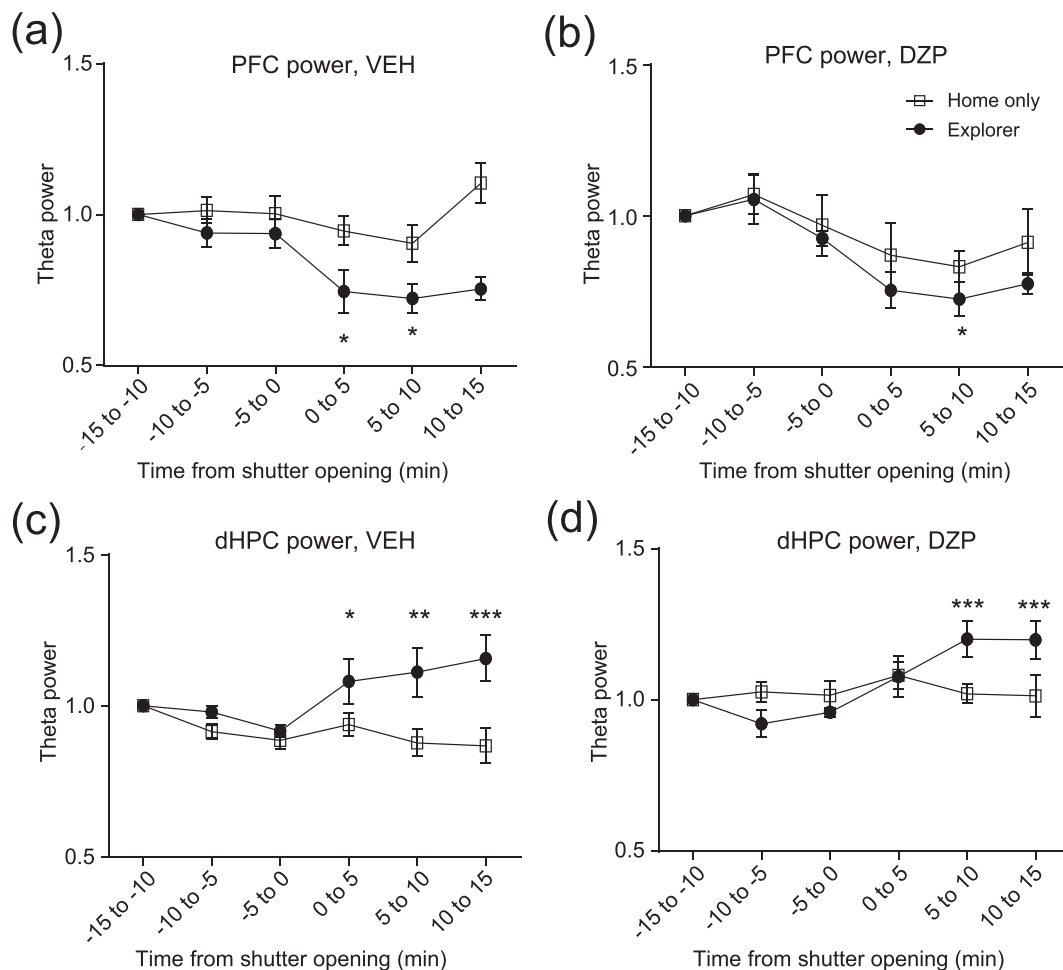 (a)
PFC power, VEH
1.5
1.0
0.5
Theta power
*
*
-15 to -10
-10 to -5
-5 to 0
0 to 5
5 to 10
10 to 15
Time from shutter opening (min)
(b)
PFC power, DZP
1.5
1.0
0.5
Theta power
Home only
Explorer
*
-15 to -10
-10 to -5
-5 to 0
0 to 5
5 to 10
10 to 15
Time from shutter opening (min)
(c)
dHPC power, VEH
1.5
1.0
0.5
Theta power
*
**
***
-15 to -10
-10 to -5
-5 to 0
0 to 5
5 to 10
10 to 15
Time from shutter opening (min)
(d)
dHPC power, DZP
1.5
1.0
0.5
Theta power
***
***
-15 to -10
-10 to -5
-5 to 0
0 to 5
5 to 10
10 to 15
Time from shutter opening (min)